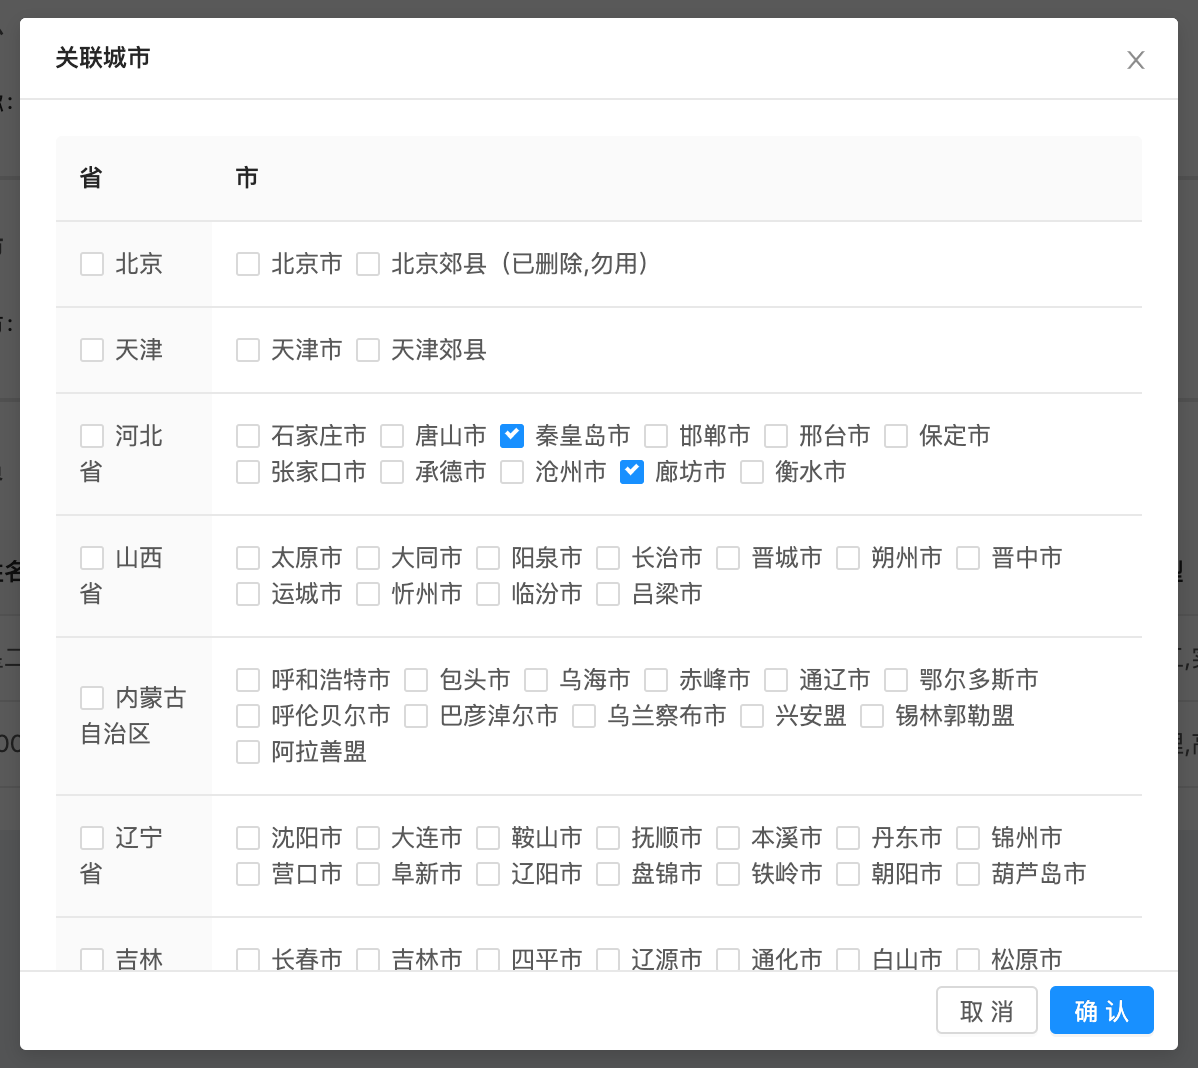 关联城市
省 市
北京 北京市 北京郊县（已删除,勿用）
天津 天津市 天津郊县
河北 石家庄市 唐山市 秦皇岛市 邯郸市 邢台市 保定市
省 张家口市 承德市 沧州市 廊坊市 衡水市
山西 太原市 大同市 阳泉市 长治市 晋城市 朔州市 晋中市
省 运城市 忻州市 临汾市 吕梁市
内蒙古
自治区
呼和浩特市 包头市 乌海市 赤峰市 通辽市 鄂尔多斯市
呼伦贝尔市 巴彦淖尔市 乌兰察布市 兴安盟 锡林郭勒盟
阿拉善盟
辽宁 沈阳市 大连市 鞍山市 抚顺市 本溪市 丹东市 锦州市
省 营口市 阜新市 辽阳市 盘锦市 铁岭市 朝阳市 葫芦岛市
吉林 长春市 吉林市 四平市 辽源市 通化市 白山市 松原市
取 消 确 认